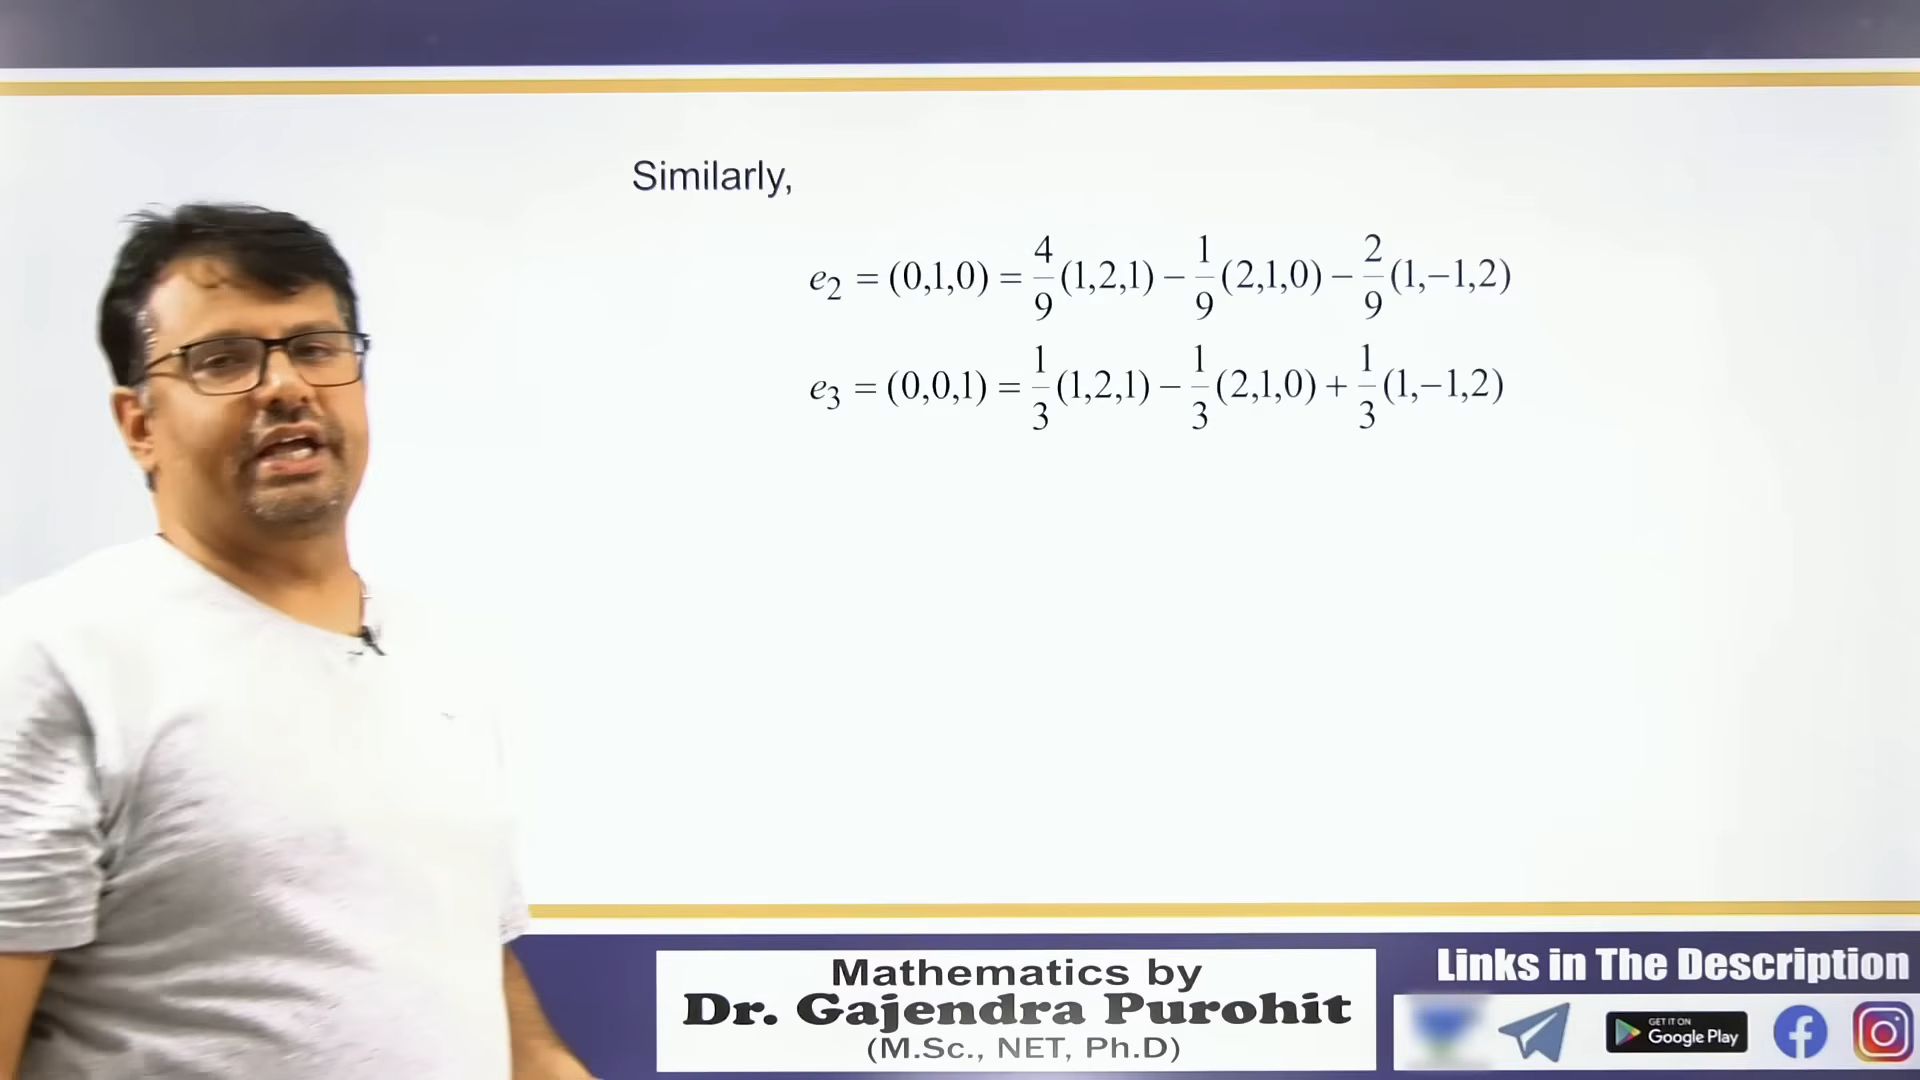 Similarly,
e₂ = (0,1,0) = 4/9 (1,2,1) − 1/9 (2,1,0) − 2/9 (1,−1,2)
e₃ = (0,0,1) = 1/3 (1,2,1) − 1/3 (2,1,0) + 1/3 (1,−1,2)
Mathematics by
Dr. Gajendra Purohit
(M.Sc., NET, Ph.D)
Links in The Description
GET IT ON
Google Play